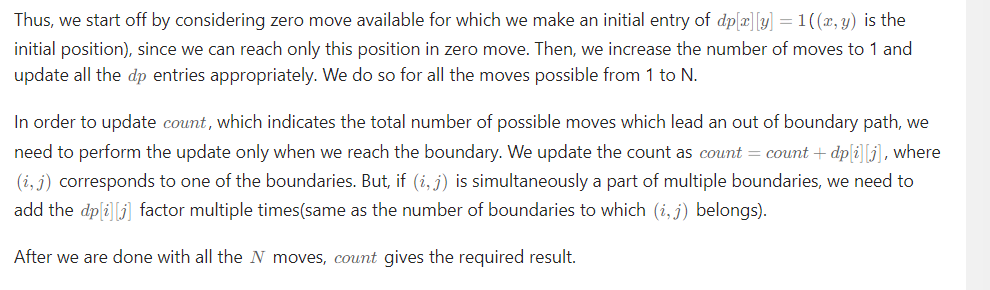 Thus, we start off by considering zero move available for which we make an initial entry of dp[x][y] = 1((x, y) is the
initial position), since we can reach only this position in zero move. Then, we increase the number of moves to 1 and
update all the dp entries appropriately. We do so for all the moves possible from 1 to N.
In order to update count, which indicates the total number of possible moves which lead an out of boundary path, we
need to perform the update only when we reach the boundary. We update the count as count = count + dp[i][j], where
(i, j) corresponds to one of the boundaries. But, if (i, j) is simultaneously a part of multiple boundaries, we need to
add the dp[i][j] factor multiple times(same as the number of boundaries to which (i, j) belongs).
After we are done with all the N moves, count gives the required result.